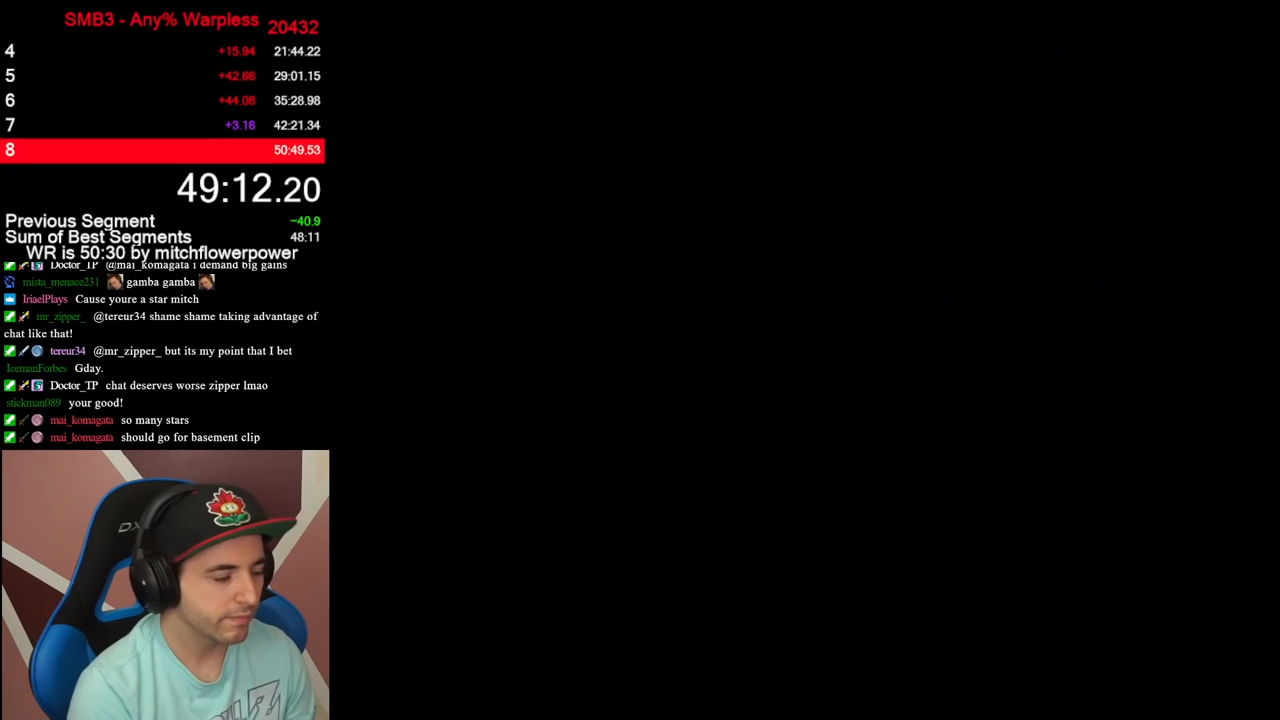 SMB3 - Any% Warpless 20432
4 +15.94 21:44.22
5 +42.66 29:01.15
6 +44.08 35:28.98
7 +3.16 42:21.34
8 50:49.53
49:12.20
Previous Segment -40.9
Sum of Best Segments 48:11
WR is 50:30 by mitchflowerpower
Doctor_TP @mai_komagata i demand big gains
mista_menace231 gamba gamba
IriaelPlays Cause youre a star mitch
mr_zipper_ @tereur34 shame shame taking advantage of
chat like that!
tereur34 @mr_zipper_ but its my point that I bet
IcemanForbes Gday.
Doctor_TP chat deserves worse zipper lmao
stickman089 your good!
mai_komagata so many stars
mai_komagata should go for basement clip